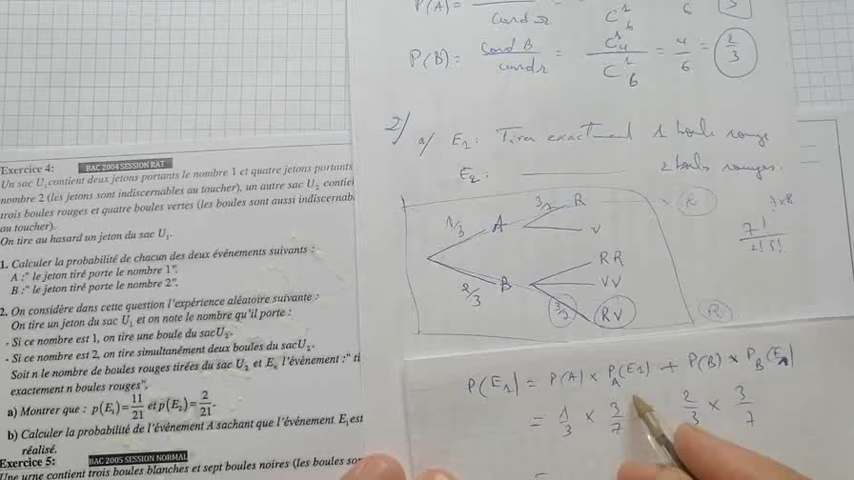 Exercice 4: BAC 2004 SESSION RAT
Un sac U₁ contient deux jetons portants le nombre 1 et quatre jetons portants
nombre 2 (les jetons sont indiscernables au toucher), un autre sac U₂ contie
trois boules rouges et quatre boules vertes (les boules sont aussi indiscernab
au toucher).
On tire au hasard un jeton du sac U₁.
1. Calculer la probabilité de chacun des deux événements suivants :
A :" le jeton tiré porte le nombre 1".
B :" le jeton tiré porte le nombre 2".
2. On considère dans cette question l'expérience aléatoire suivante :
On tire un jeton du sac U₁ et on note le nombre qu'il porte :
- Si ce nombre est 1, on tire une boule du sac U₂.
- Si ce nombre est 2, on tire simultanément deux boules du sac U₂.
Soit n le nombre de boules rouges tirées du sac U₂ et Eₙ l'évènement :" ti
exactement n boules rouges".
a) Montrer que : p(E₁) = 11/21 et p(E₂) = 2/21.
b) Calculer la probabilité de l'événement A sachant que l'événement E₁ est
réalisé.
Exercice 5: BAC 2005 SESSION NORMAL
Une urne contient trois boules blanches et sept boules noires (les boules so
P(A) = / card Ω C¹₆ 6 3
P(B) = card B / card Ω = C¹₄ / C¹₆ = 4/6 = 2/3
2/ a/ E₁ : Tirer exactement 1 boule rouge
E₂ : 2 boules rouges.
1/3 A 3/7 R R
V
2/3 B RR
VV
3/7 RV R
7! / 2! 5!
P(E₁) = P(A) × P_A(E₁) + P(B) × P_B(E₁)
= 1/3 × 3/7 2/3 × 3/7
=